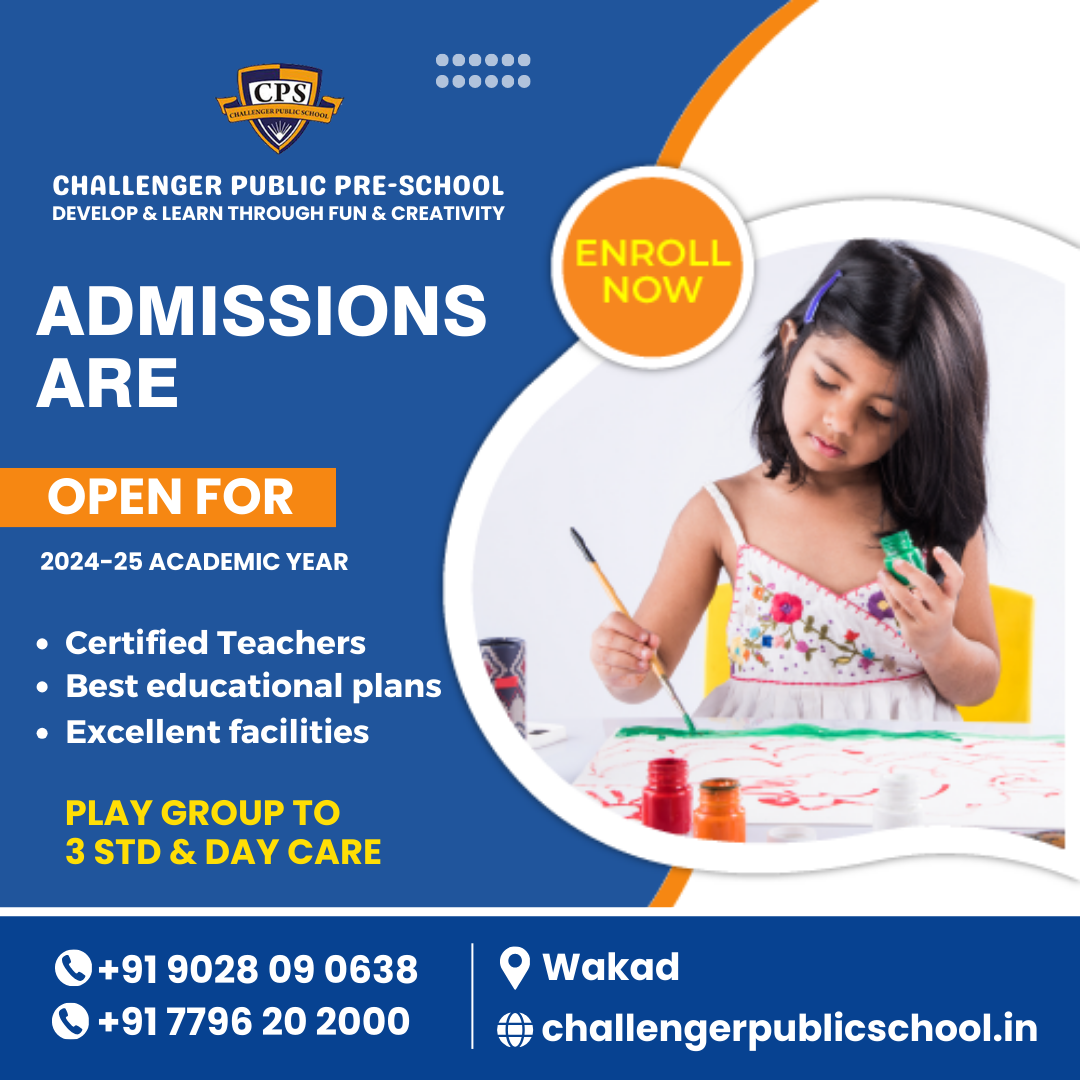 CPS
CHALLENGER PUBLIC SCHOOL
CHALLENGER PUBLIC PRE-SCHOOL
DEVELOP & LEARN THROUGH FUN & CREATIVITY
ENROLL
NOW
ADMISSIONS
ARE
OPEN FOR
2024-25 ACADEMIC YEAR
• Certified Teachers
• Best educational plans
• Excellent facilities
PLAY GROUP TO
3 STD & DAY CARE
+91 9028 09 0638
+91 7796 20 2000
Wakad
challengerpublicschool.in